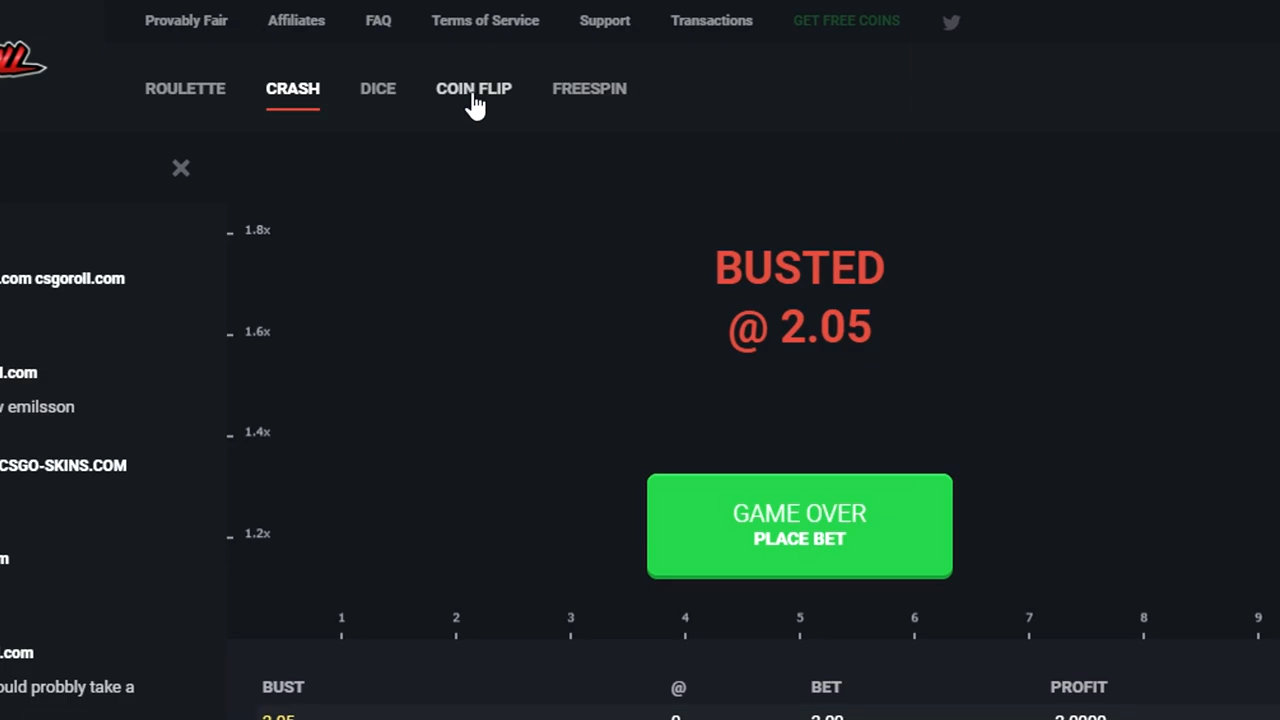 Provably Fair Affiliates FAQ Terms of Service Support Transactions GET FREE COINS
ROULETTE CRASH DICE COIN FLIP FREESPIN
1.8x
BUSTED
@ 2.05
.com csgoroll.com
1.6x
.com
emilsson
1.4x
CSGO-SKINS.COM
GAME OVER
PLACE BET
1.2x
1 2 3 4 5 6 7 8 9
.com
probbly take a
BUST @ BET PROFIT
2.05